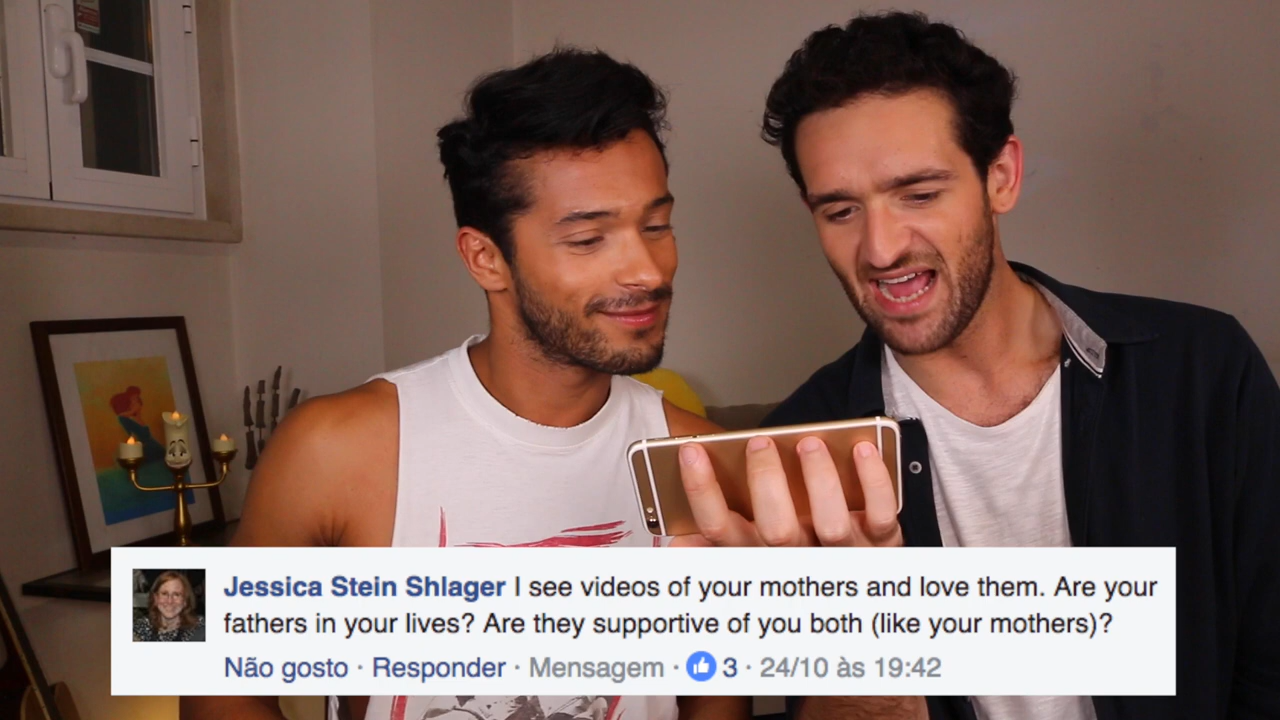 Jessica Stein Shlager I see videos of your mothers and love them. Are your
fathers in your lives? Are they supportive of you both (like your mothers)?
Não gosto · Responder · Mensagem · 3 · 24/10 às 19:42